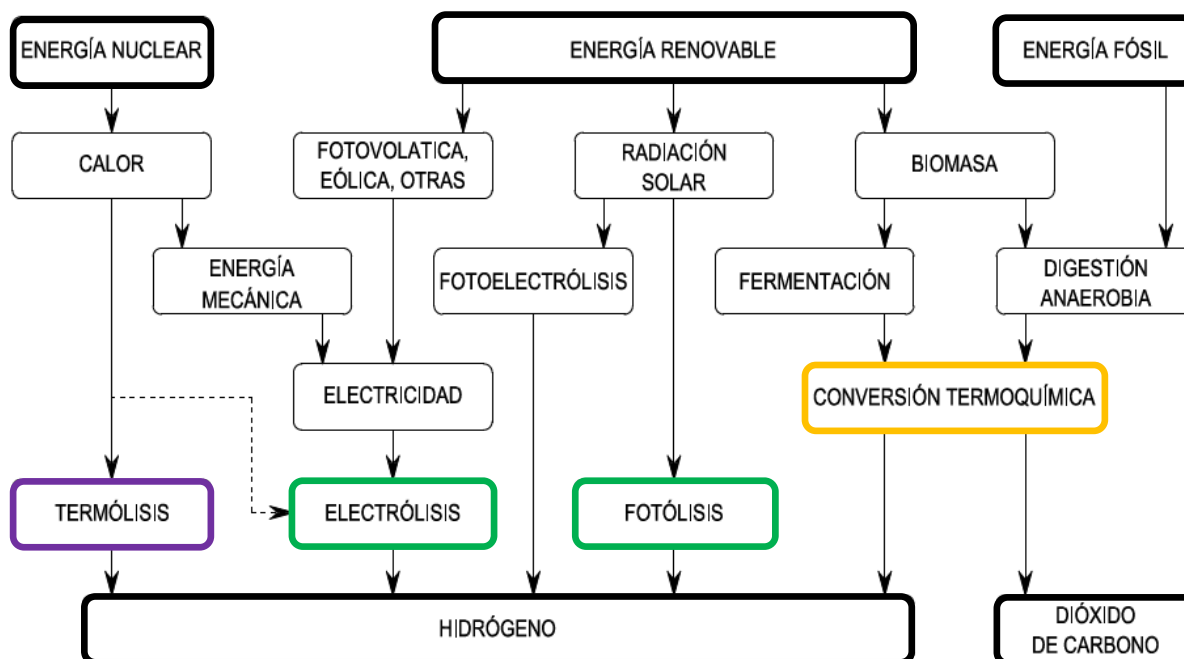 ENERGÍA NUCLEAR
ENERGÍA RENOVABLE
ENERGÍA FÓSIL
CALOR
FOTOVOLATICA,
EÓLICA, OTRAS
RADIACIÓN
SOLAR
BIOMASA
ENERGÍA
MECÁNICA
FOTOELECTRÓLISIS
FERMENTACIÓN
DIGESTIÓN
ANAEROBIA
ELECTRICIDAD
CONVERSIÓN TERMOQUÍMICA
TERMÓLISIS
ELECTRÓLISIS
FOTÓLISIS
HIDRÓGENO
DIÓXIDO
DE CARBONO